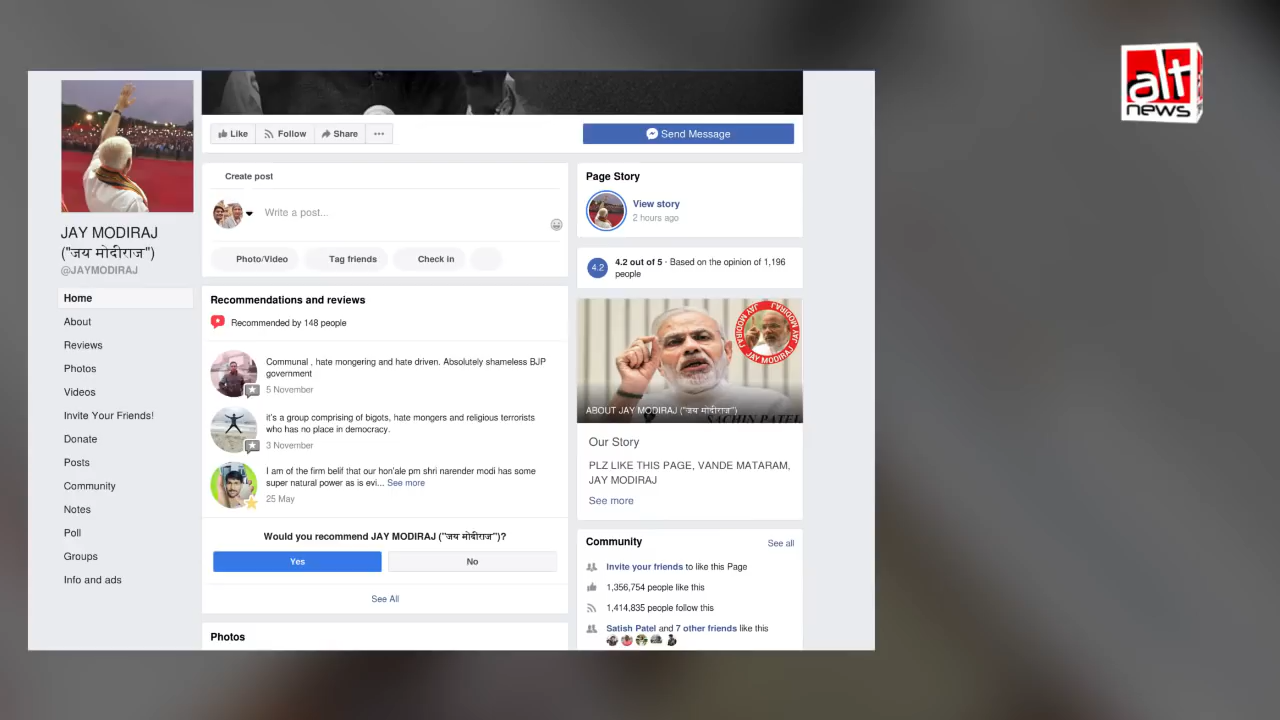 alt
news
JAY MODIRAJ
("जय मोदीराज")
@JAYMODIRAJ
Home
About
Reviews
Photos
Videos
Invite Your Friends!
Donate
Posts
Community
Notes
Poll
Groups
Info and ads
Like
Follow
Share
Send Message
Create post
Write a post...
Photo/Video
Tag friends
Check in
Recommendations and reviews
Recommended by 148 people
Communal , hate mongering and hate driven. Absolutely shameless BJP
government
5 November
it's a group comprising of bigots, hate mongers and religious terrorists
who has no place in democracy.
3 November
I am of the firm belif that our hon'ale pm shri narender modi has some
super natural power as is evi... See more
25 May
Would you recommend JAY MODIRAJ ("जय मोदीराज")?
Yes
No
See All
Photos
Page Story
View story
2 hours ago
4.2
4.2 out of 5 · Based on the opinion of 1,196
people
JAY MODIRAJ
JAY MODIRAJ
ABOUT JAY MODIRAJ ("जय मोदीराज")
SACHIN PATEL
Our Story
PLZ LIKE THIS PAGE, VANDE MATARAM,
JAY MODIRAJ
See more
Community
See all
Invite your friends to like this Page
1,356,754 people like this
1,414,835 people follow this
Satish Patel and 7 other friends like this